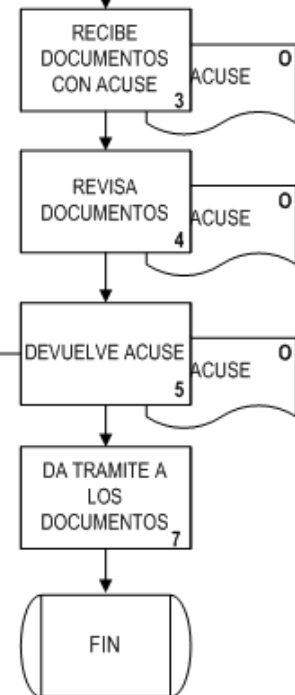 RECIBE
DOCUMENTOS
CON ACUSE
3
ACUSE
O
REVISA
DOCUMENTOS
4
ACUSE
O
DEVUELVE ACUSE
5
ACUSE
O
DA TRAMITE A
LOS
DOCUMENTOS
7
FIN